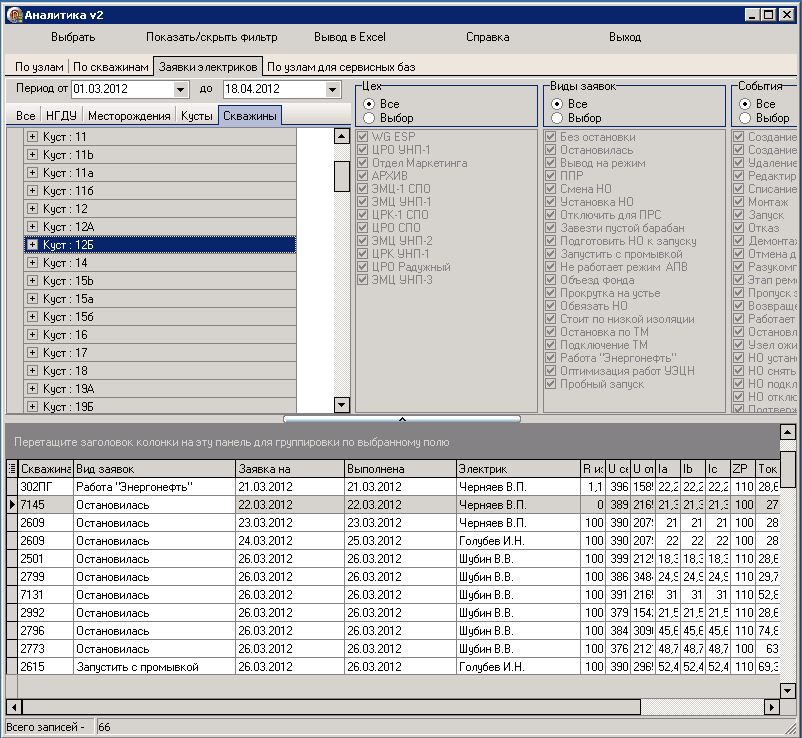 Аналитика v2
Выбрать Показать/скрыть фильтр Вывод в Excel Справка Выход
По узлам По скважинам Заявки электриков По узлам для сервисных баз
Период от 01.03.2012 до 18.04.2012
Все НГДУ Месторождения Кусты Скважины
Куст : 11
Куст : 11b
Куст : 11а
Куст : 11б
Куст : 12
Куст : 12А
Куст : 12Б
Куст : 14
Куст : 15b
Куст : 15а
Куст : 15б
Куст : 16
Куст : 17
Куст : 18
Куст : 19А
Куст : 19Б
Цех
Все
Выбор
WG ESP
ЦРО УНП-1
Отдел Маркетинга
АРХИВ
ЭМЦ-1 СПО
ЭМЦ УНП-1
ЦРК-1 СПО
ЦРО СПО
ЭМЦ УНП-2
ЦРК УНП-1
ЦРО Радужный
ЭМЦ УНП-3
Виды заявок
Все
Выбор
Без остановки
Остановилась
Вывод на режим
ППР
Смена НО
Установка НО
Отключить для ПРС
Завезти пустой барабан
Подготовить НО к запуску
Запустить с промывкой
Не работает режим АПВ
Объезд Фонда
Прокрутка на устье
Обвязать НО
Стоит по низкой изоляции
Остановка по ТМ
Подключение ТМ
Работа "Энергонефть"
Оптимизация работ УЭЦН
Пробный запуск
События
Все
Выбор
Создание
Создание
Удаление
Редактир
Списание
Монтаж
Запуск
Отказ
Демонта
Отмена д
Разукомг
Этап рем
Пропуск з
Возвраще
Работает
Остановл
Узел ожи
НО устан
НО снять
НО подкл
НО отклю
Подтверж
Перетащите заголовок колонки на эту панель для группировки по выбранному полю
Скважина Вид заявок Заявка на Выполнена Электрик R из U се U от Ia Ib Ic ZP Ток
302ПГ Работа "Энергонефть" 21.03.2012 21.03.2012 Черняев В.П. 1,1 396 158 22,2 22,2 22,2 110 28,6
7145 Остановилась 22.03.2012 22.03.2012 Черняев В.П. 0 389 216 21,3 21,3 21,3 100 27
2609 Остановилась 23.03.2012 23.03.2012 Черняев В.П. 100 390 207 21 21 21 100 28
2609 Остановилась 24.03.2012 25.03.2012 Голубев И.Н. 100 390 207 22 22 22 100 28
2501 Остановилась 26.03.2012 26.03.2012 Шубин В.В. 100 399 212 18,3 18,3 18,3 110 28,6
2799 Остановилась 26.03.2012 26.03.2012 Шубин В.В. 100 386 348 24,9 24,9 24,9 110 29,7
7131 Остановилась 26.03.2012 26.03.2012 Шубин В.В. 100 391 216 31 31 31 110 52,8
2992 Остановилась 26.03.2012 26.03.2012 Шубин В.В. 100 379 154 21,5 21,5 21,5 110 28,6
2796 Остановилась 26.03.2012 26.03.2012 Шубин В.В. 100 384 309 45,6 45,6 45,6 110 74,8
2773 Остановилась 26.03.2012 26.03.2012 Шубин В.В. 100 376 212 48,7 48,7 48,7 100 63
2615 Запустить с промывкой 26.03.2012 26.03.2012 Голубев И.Н. 100 390 296 52,4 52,4 52,4 110 69,3
Всего записей - 66